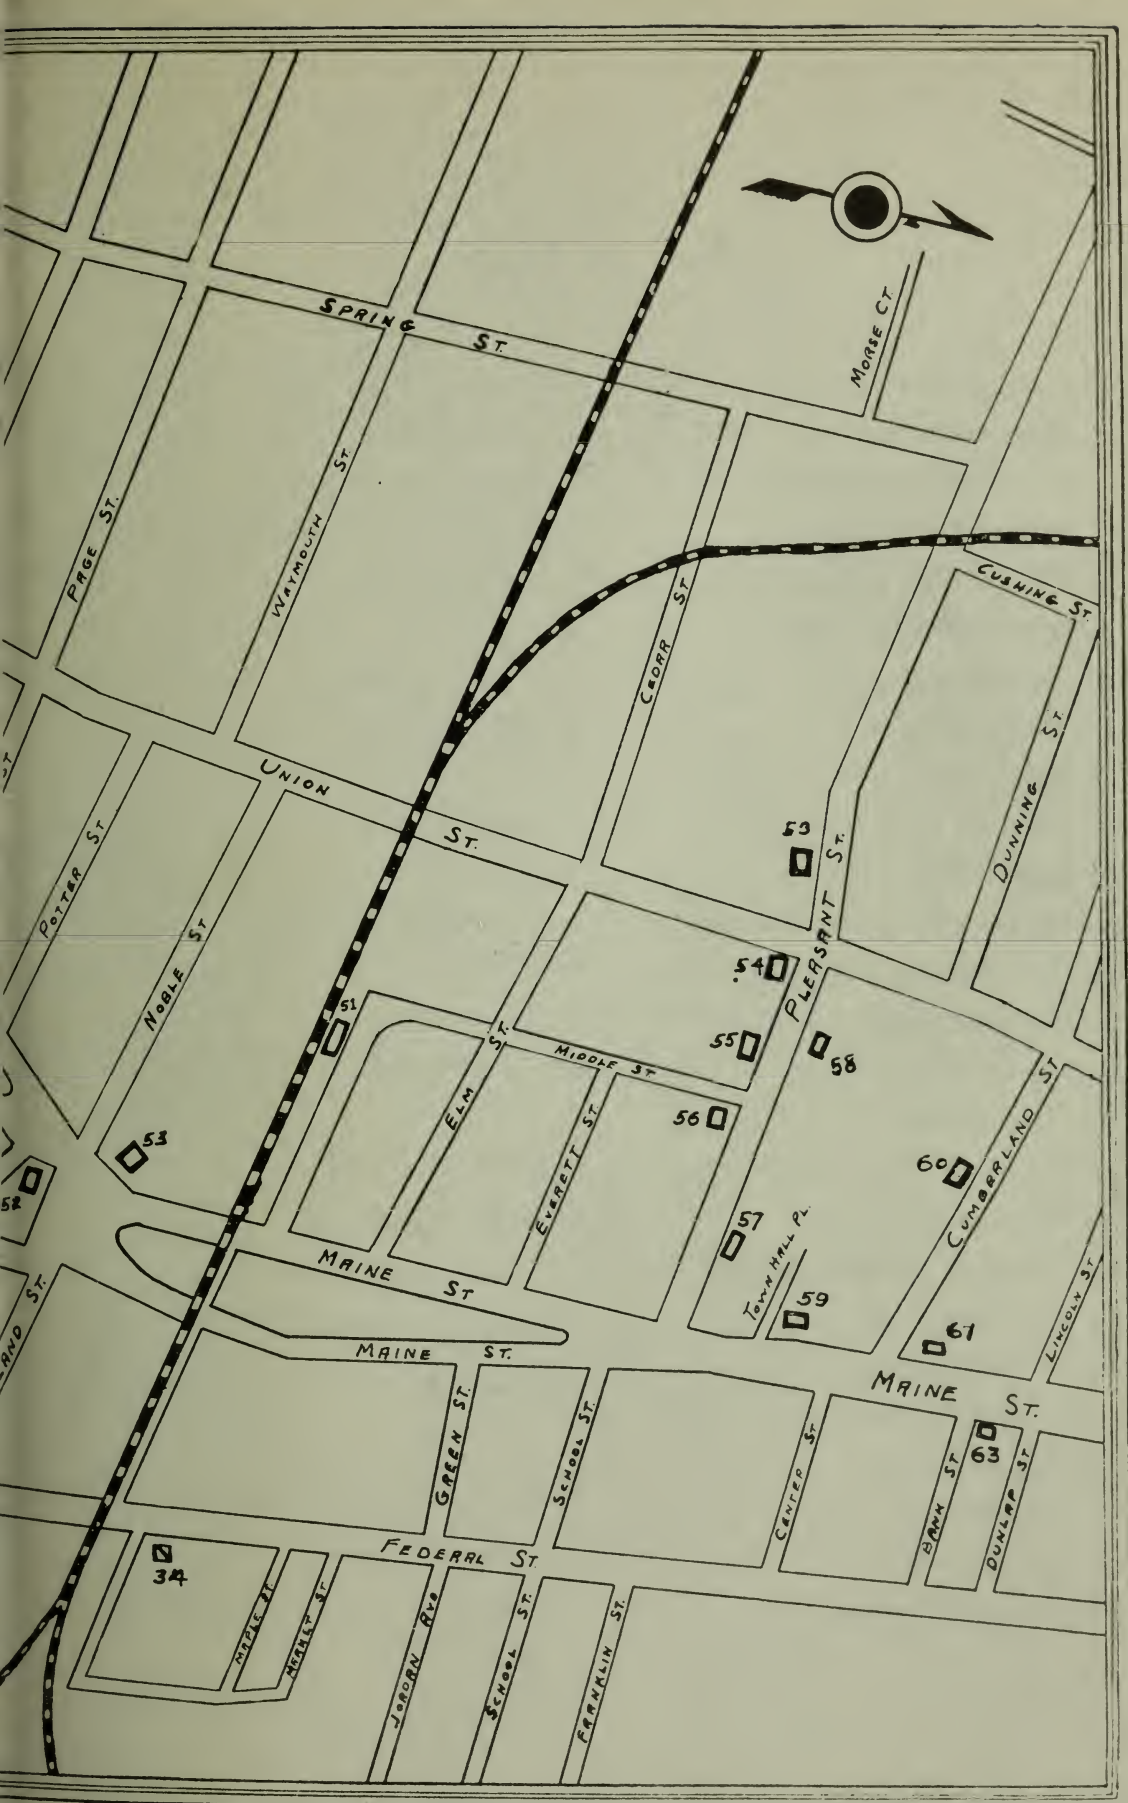 SPRING ST.
MORSE CT.
PAGE ST.
WAYMOUTH ST.
CUSHING ST.
CEDAR ST
DUNNING ST
UNION ST.
ST
POTTER ST
NOBLE ST
53
PLEASANT ST.
54
51
55
58
MIDDLE ST
ELM ST.
56
EVERETT ST
CUMBERLAND ST
60
53
52
57
TOWN HALL PL.
MAINE ST
59
61
LINCOLN ST
LAND ST.
MAINE ST.
MAINE ST.
GREEN ST.
SCHOOL ST.
CENTER ST
BANK ST
63
DUNLAP ST
FEDERAL ST.
34
MAPLE ST
JORDAN AVE
SCHOOL ST.
FRANKLIN ST.